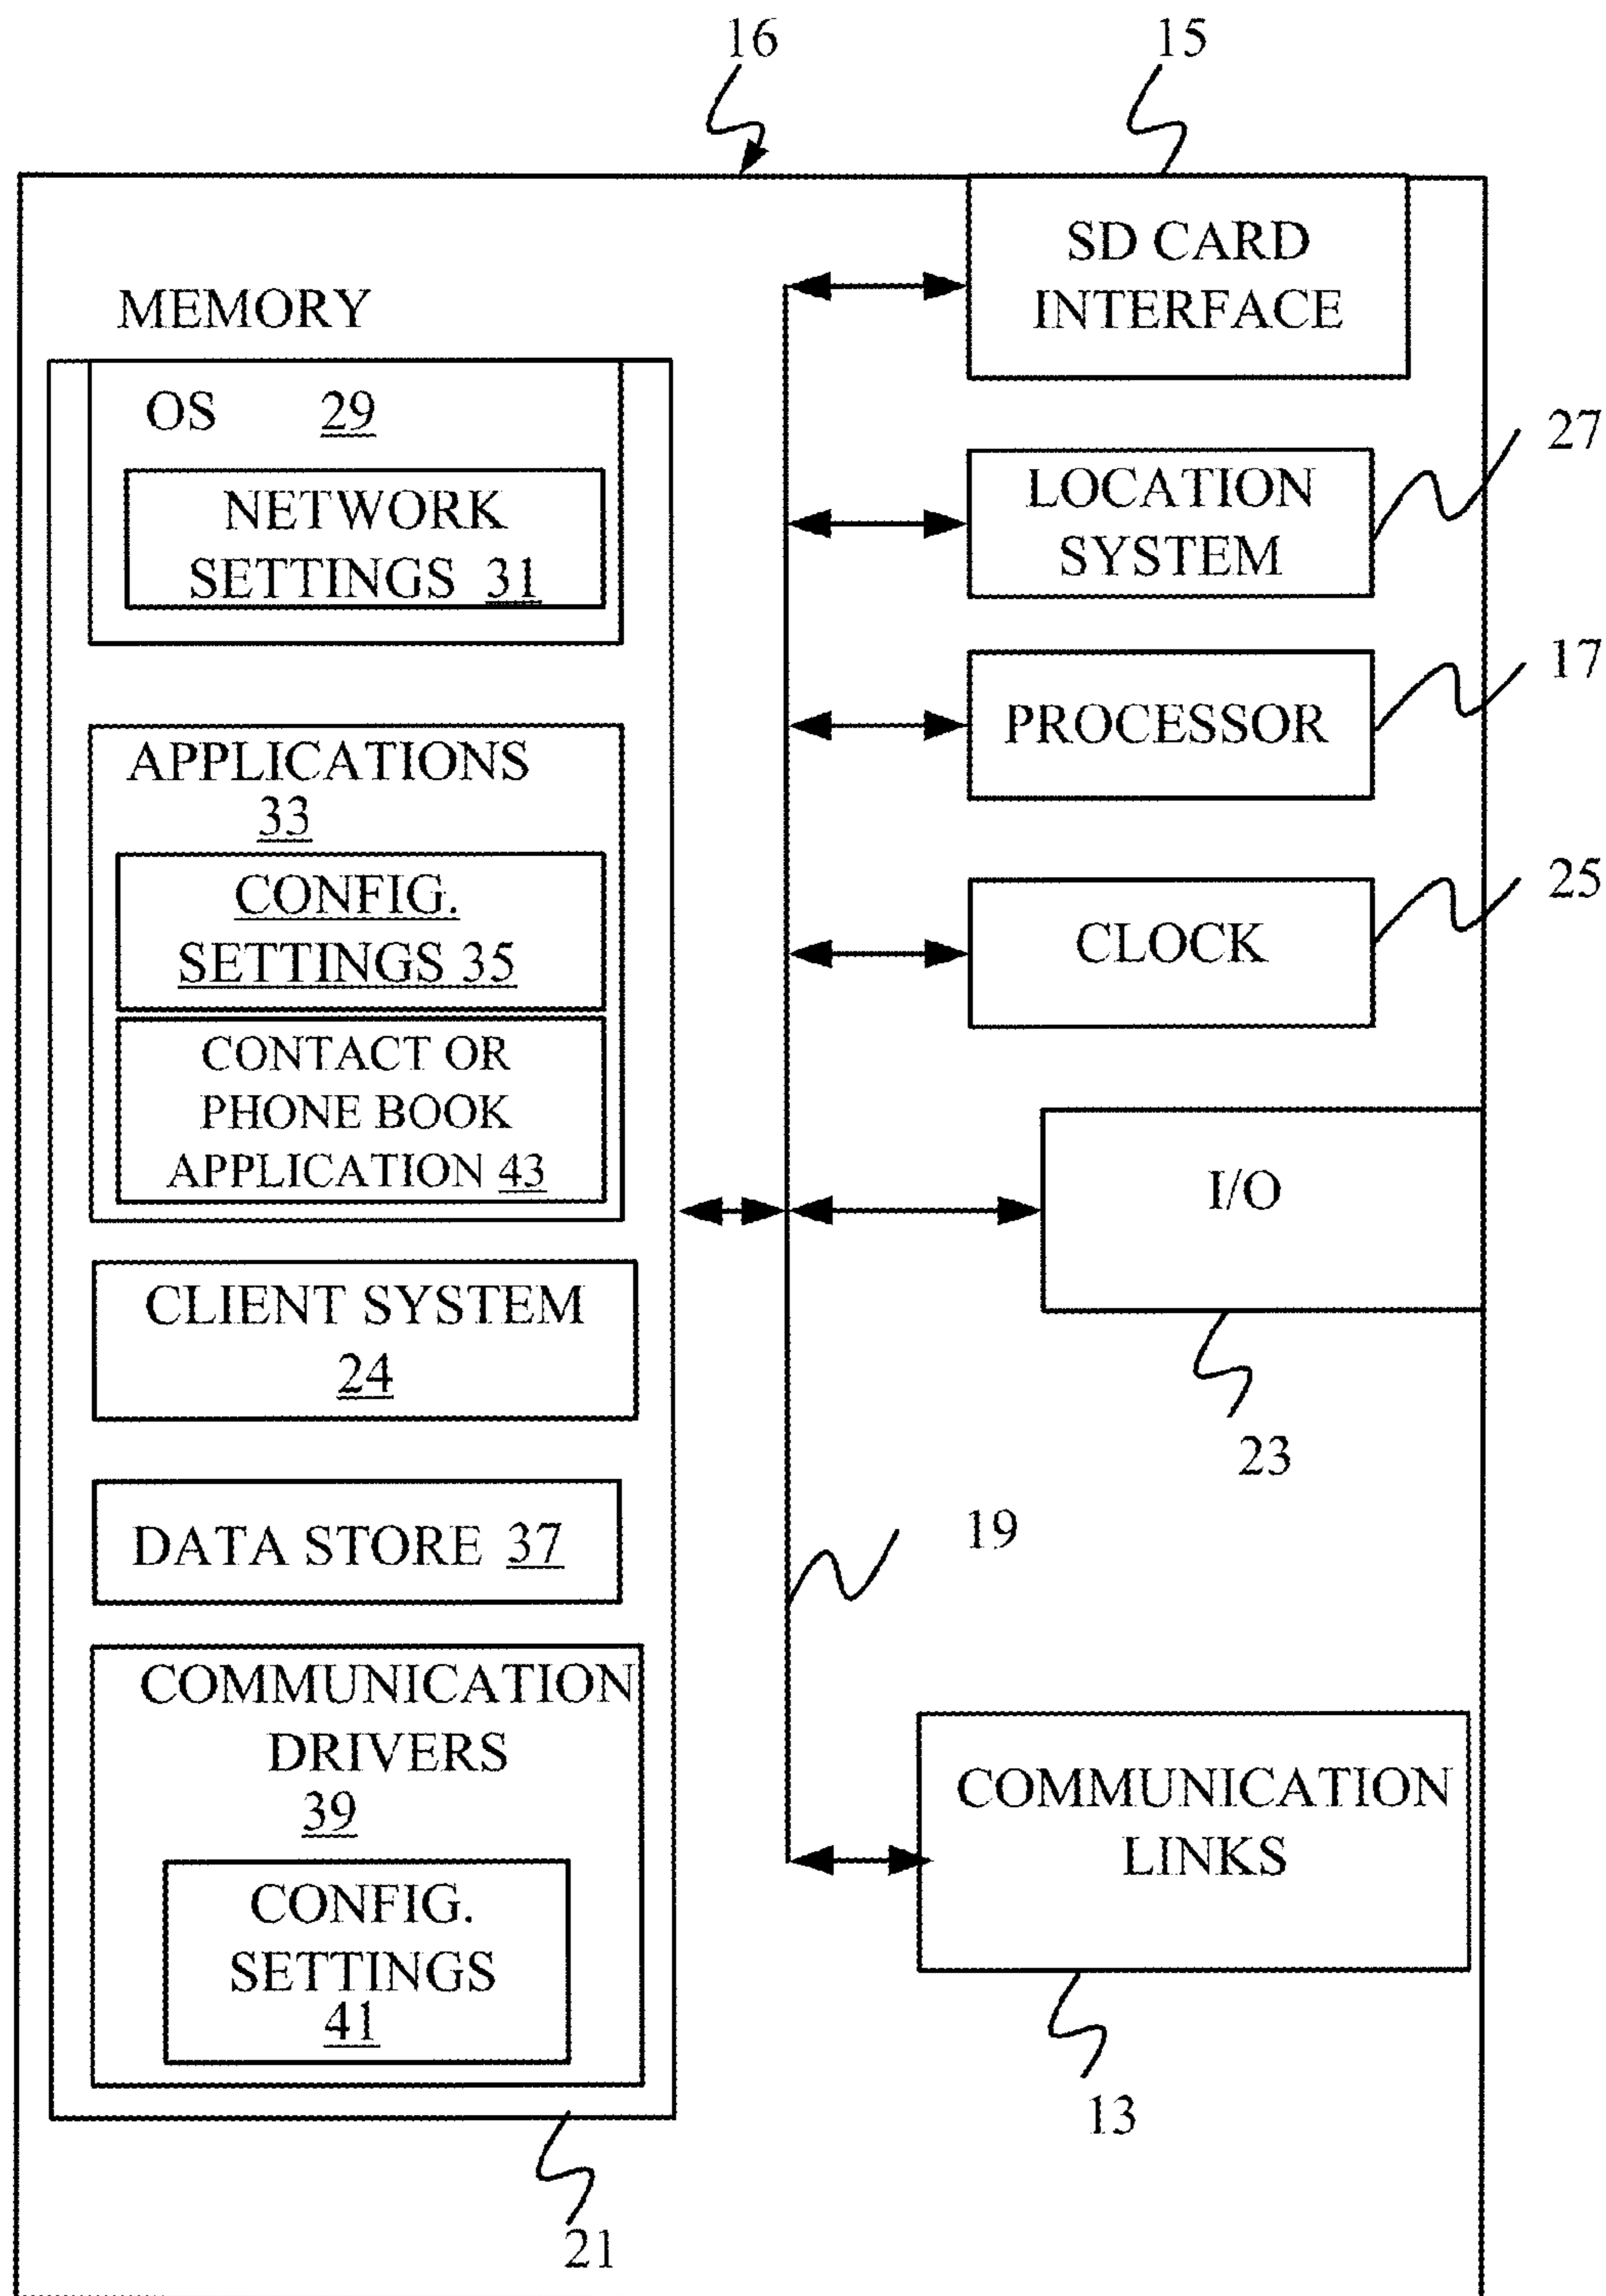 16
15
MEMORY
OS 29
NETWORK
SETTINGS 31
APPLICATIONS
33
CONFIG.
SETTINGS 35
CONTACT OR
PHONE BOOK
APPLICATION 43
CLIENT SYSTEM
24
DATA STORE 37
COMMUNICATION
DRIVERS
39
CONFIG.
SETTINGS
41
21
SD CARD
INTERFACE
LOCATION
SYSTEM
27
PROCESSOR
17
CLOCK
25
I/O
23
19
COMMUNICATION
LINKS
13